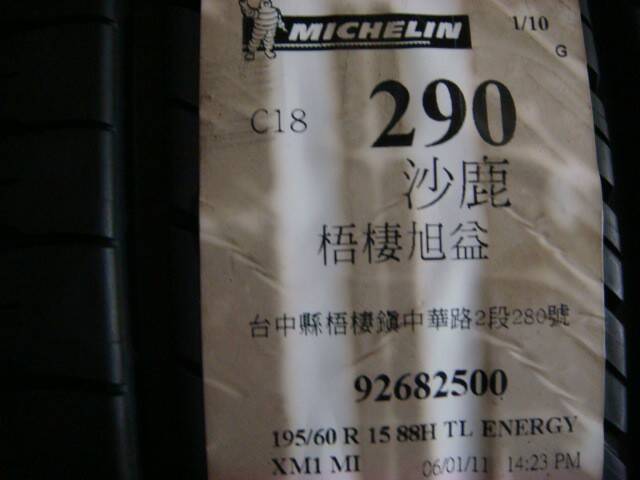 MICHELIN 1/10
G
C18 290
沙鹿
梧棲旭益
台中縣梧棲鎮中華路2段280號
92682500
195/60 R 15 88H TL ENERGY
XM1 MI 06/01/11 14:23 PM